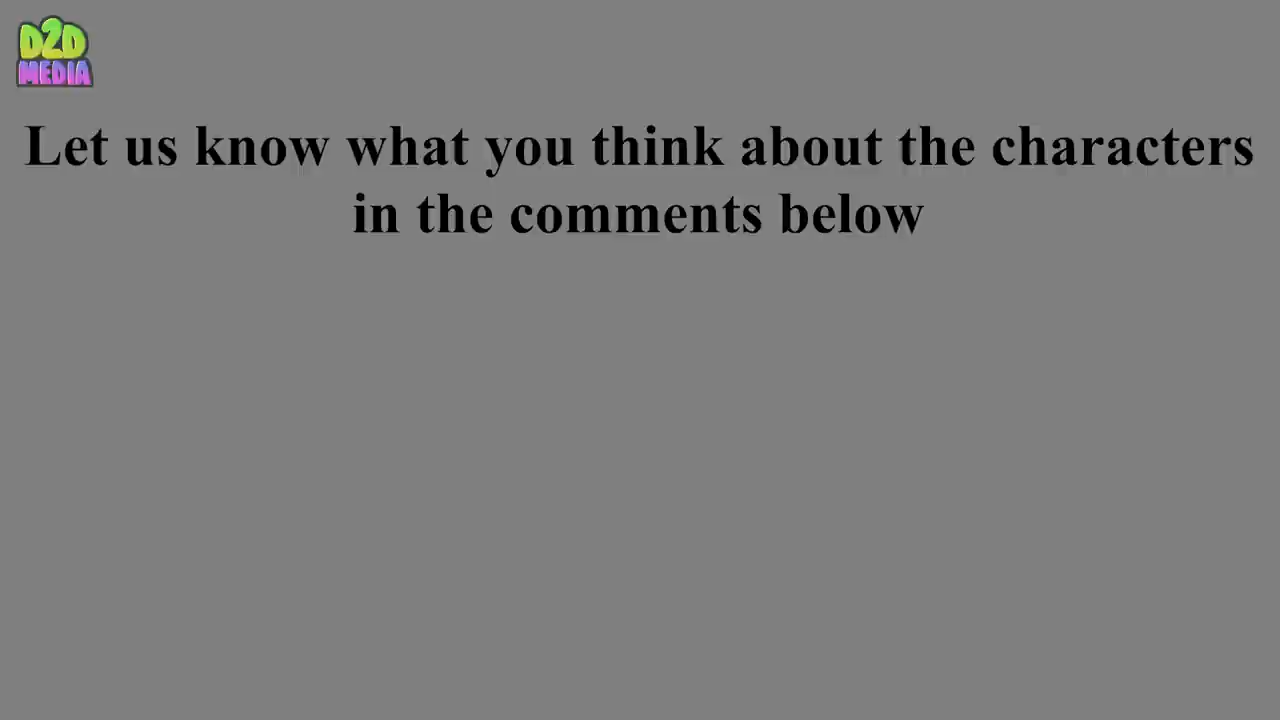 D2D
MEDIA
Let us know what you think about the characters
in the comments below